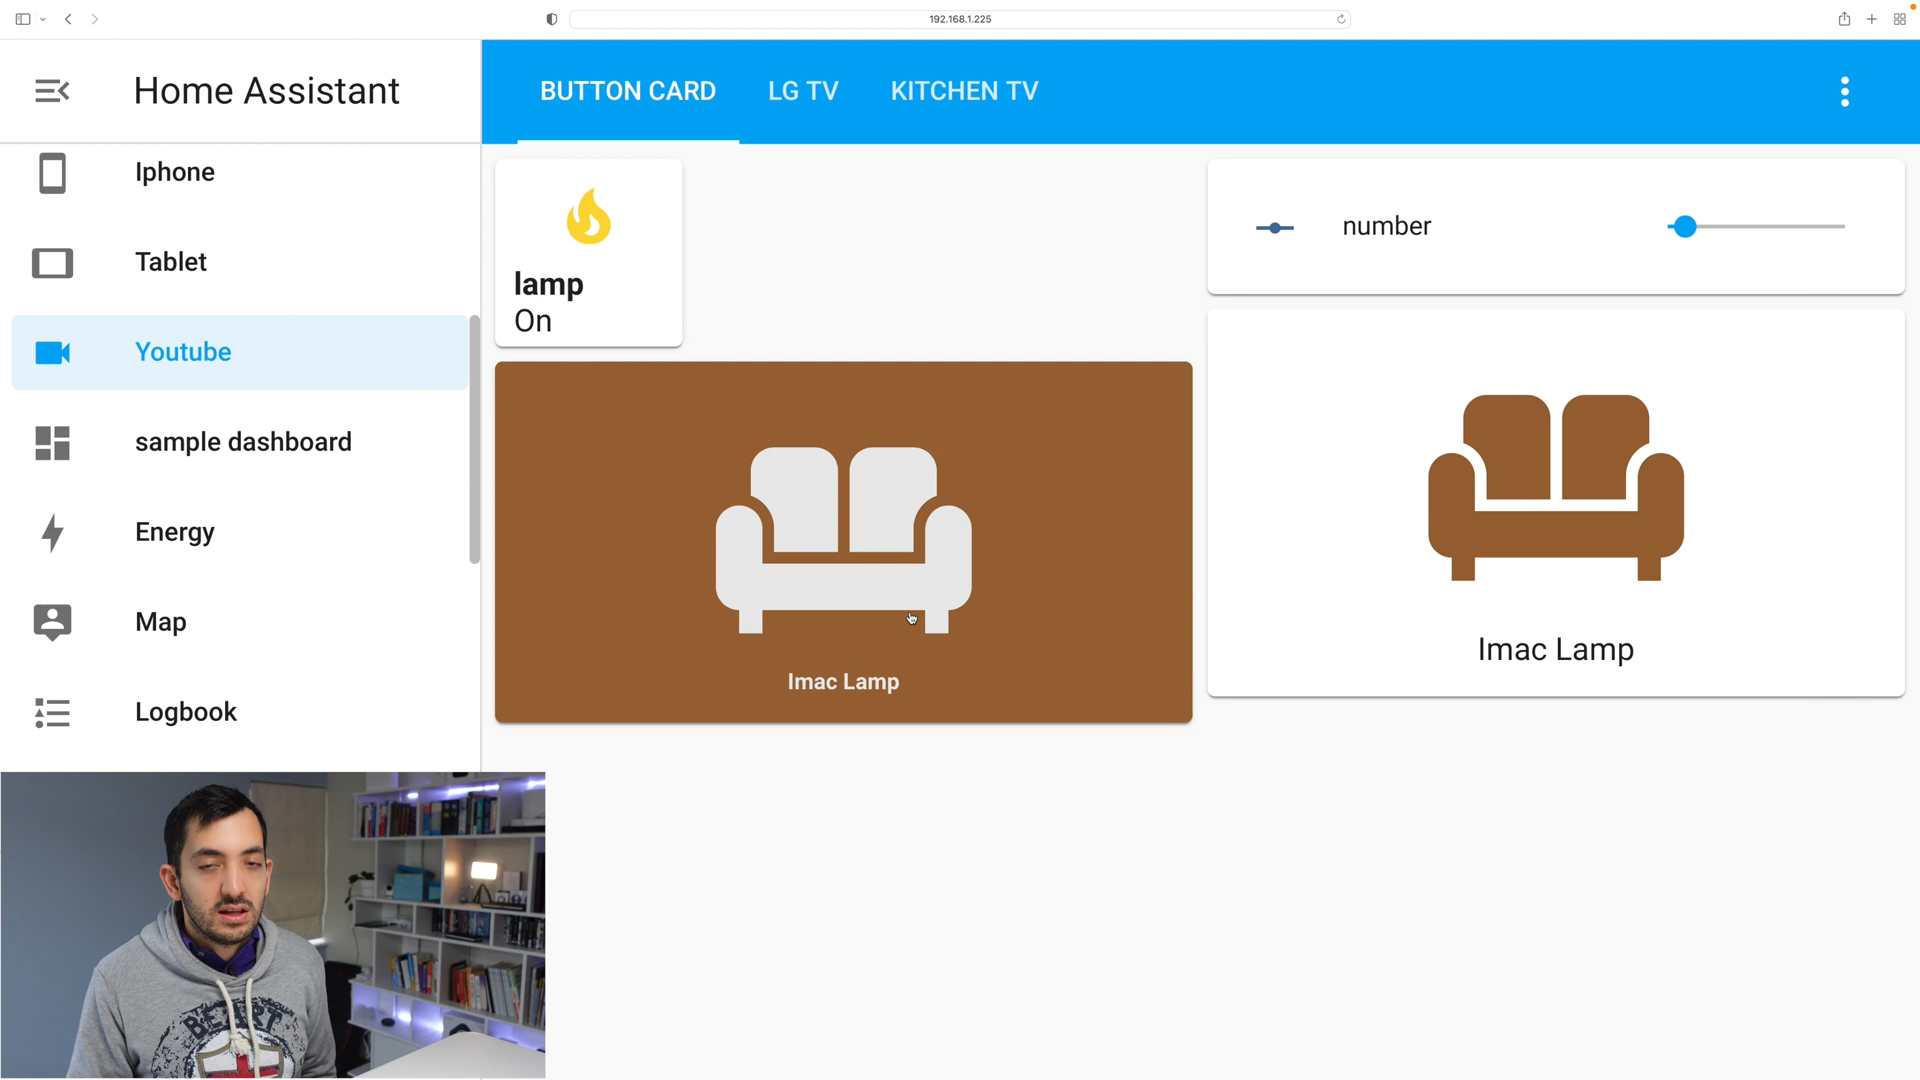 192.168.1.225
Home Assistant
BUTTON CARD
LG TV
KITCHEN TV
Iphone
Tablet
Youtube
sample dashboard
Energy
Map
Logbook
lamp
On
Imac Lamp
number
Imac Lamp